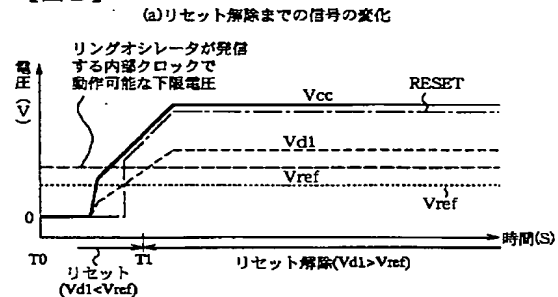 (a)リセット解除までの信号の変化
リングオシレータが発信
する内部クロックで
動作可能な下限電圧
電圧(V)
RESET
Vcc
Vd1
Vref
Vref
0
時間(S)
T0
T1
リセット
(Vd1<Vref)
リセット解除(Vd1>Vref)